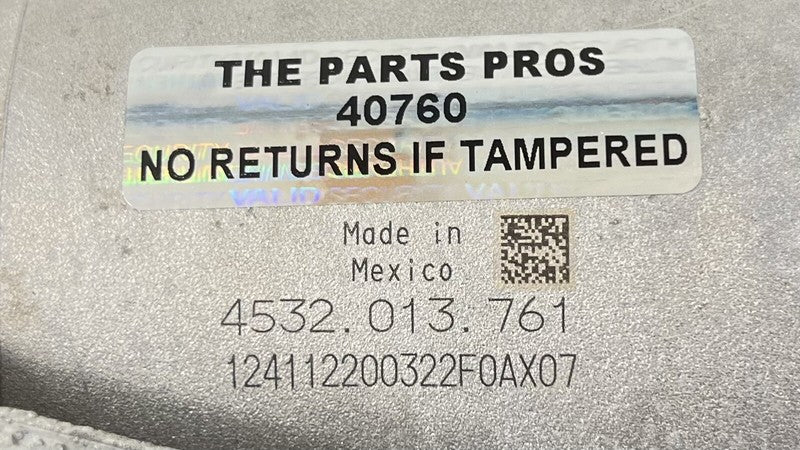 THE PARTS PROS
40760
NO RETURNS IF TAMPERED
Made in
Mexico
4532.013.761
124112200322F0AX07